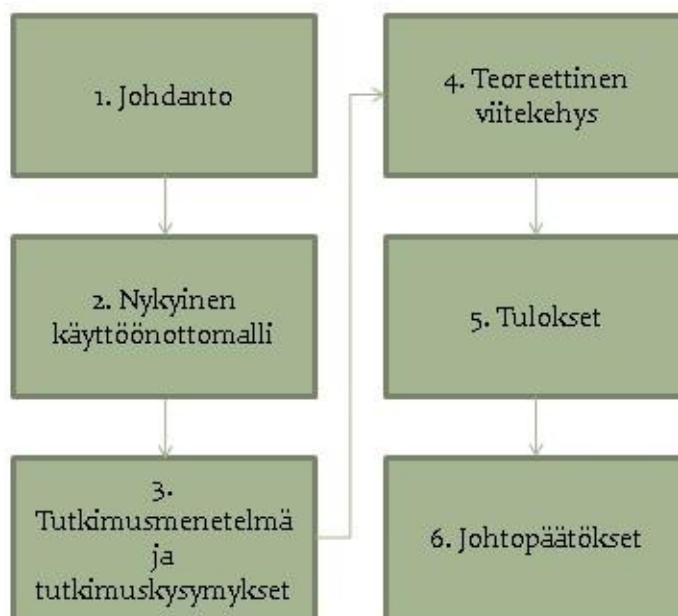 1. Johdanto
2. Nykyinen
käyttöönottomalli
3.
Tutkimusmenetelmä
ja
tutkimuskysymykset
4. Teoreettinen
viitekehys
5. Tulokset
6. Johtopäätökset